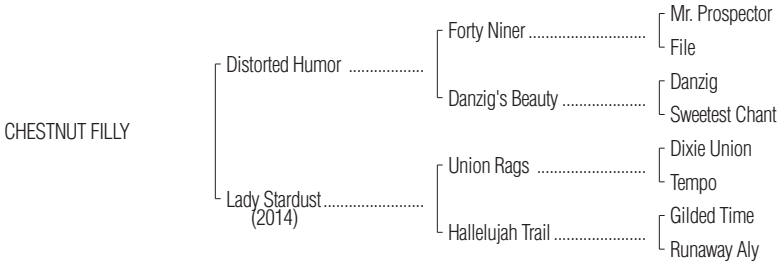 Mr. Prospector
Forty Niner ......................
File
Distorted Humor ..................
Danzig
Danzig's Beauty ....................
Sweetest Chant
CHESTNUT FILLY
Dixie Union
Union Rags ..........................
Tempo
Lady Stardust........................
(2014)
Gilded Time
Hallelujah Trail ......................
Runaway Aly